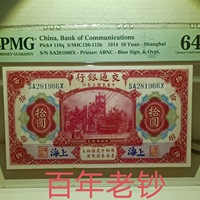 PMG
China, Bank of Communications
Pick# 118q S/M#C126-115b 1914 10 Yuan - Shanghai
S/N SA281966X - Printer: ABNC - Blue Sign. & Ovpt.
64
行銀通交
SA281966X
SA281966X
拾圓
拾圓
上海
上海
百年老钞